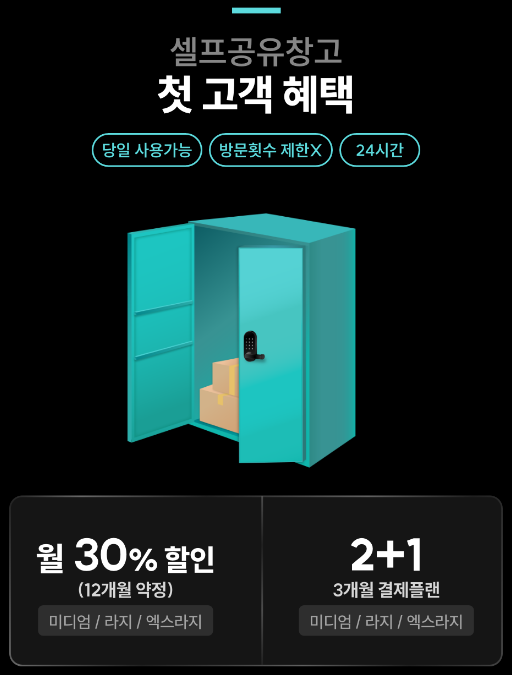 셀프공유창고
첫 고객 혜택
당일 사용가능 방문횟수 제한X 24시간
월 30% 할인
(12개월 약정)
미디엄 / 라지 / 엑스라지
2+1
3개월 결제플랜
미디엄 / 라지 / 엑스라지